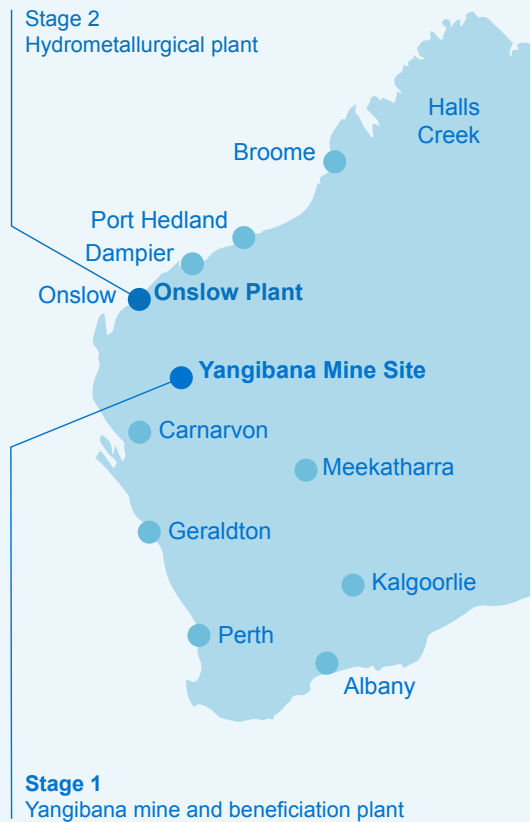 Stage 2
Hydrometallurgical plant
Halls
Creek
Broome
Port Hedland
Dampier
Onslow
Onslow Plant
Yangibana Mine Site
Carnarvon
Meekatharra
Geraldton
Kalgoorlie
Perth
Albany
Stage 1
Yangibana mine and beneficiation plant